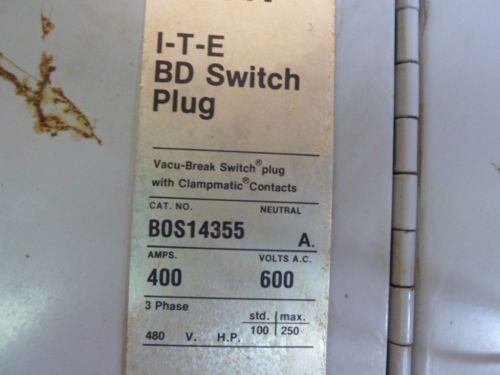 I-T-E
BD Switch
Plug
Vacu-Break Switch® plug
with Clampmatic® Contacts
CAT. NO. NEUTRAL
BOS14355 A.
AMPS. VOLTS A.C.
400 600
3 Phase
std. max.
100 250
480 V. H.P.